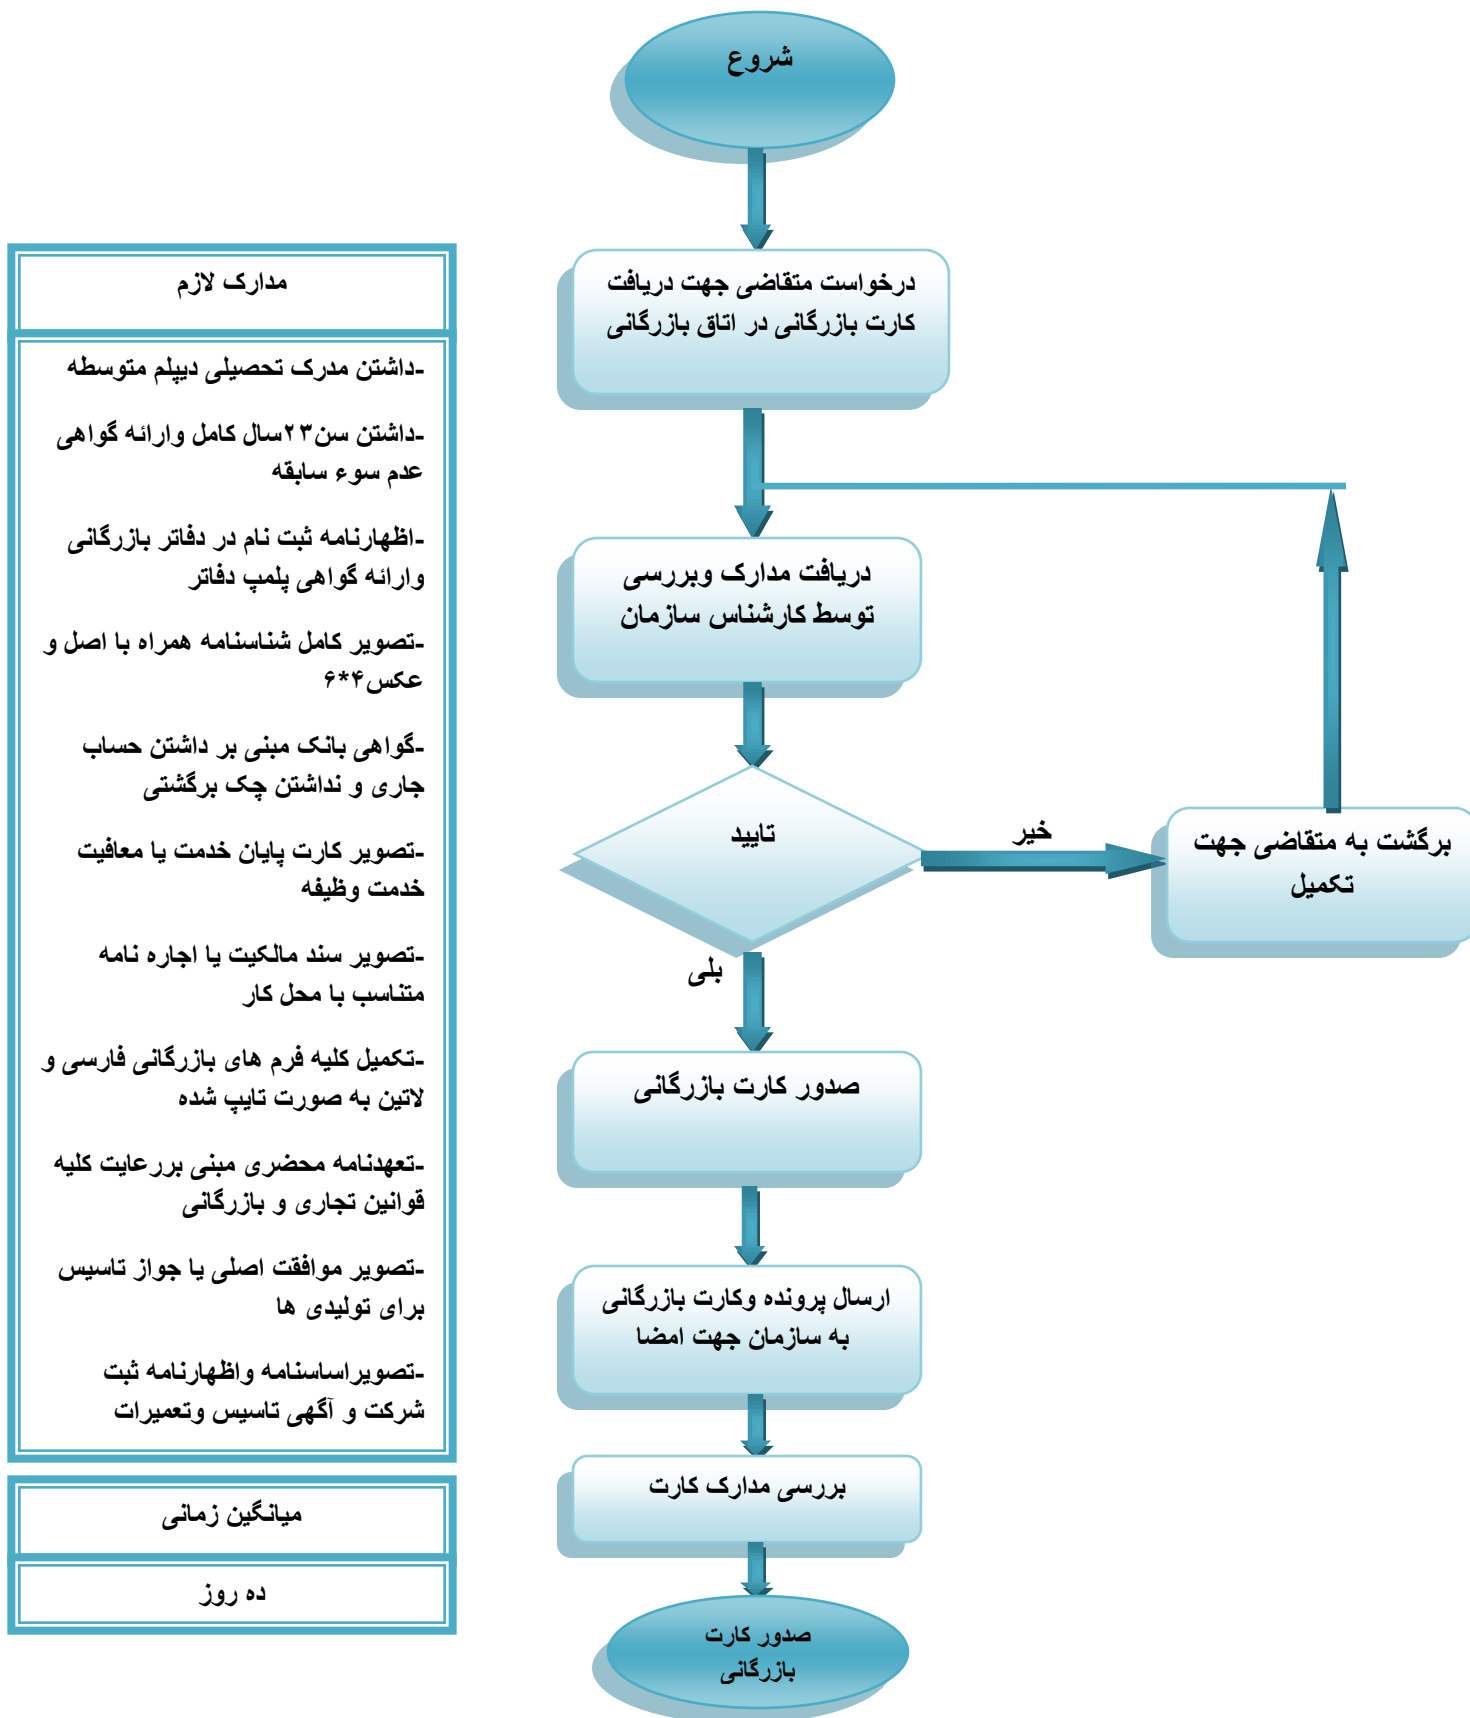 شروع
درخواست متقاضی جهت دریافت
کارت بازرگانی در اتاق بازرگانی
دریافت مدارک وبررسی
توسط کارشناس سازمان
تایید
خیر
برگشت به متقاضی جهت
تکمیل
بلی
صدور کارت بازرگانی
ارسال پرونده وکارت بازرگانی
به سازمان جهت امضا
بررسی مدارک کارت
صدور کارت
بازرگانی
مدارک لازم
-داشتن مدرک تحصیلی دیپلم متوسطه
-داشتن سن۲۳سال کامل وارائه گواهی
عدم سوء سابقه
-اظهارنامه ثبت نام در دفاتر بازرگانی
وارائه گواهی پلمپ دفاتر
-تصویر کامل شناسنامه همراه با اصل و
عکس۴*۶
-گواهی بانک مبنی بر داشتن حساب
جاری و نداشتن چک برگشتی
-تصویر کارت پایان خدمت یا معافیت
خدمت وظیفه
-تصویر سند مالکیت یا اجاره نامه
متناسب با محل کار
-تکمیل کلیه فرم های بازرگانی فارسی و
لاتین به صورت تایپ شده
-تعهدنامه محضری مبنی بررعایت کلیه
قوانین تجاری و بازرگانی
-تصویر موافقت اصلی یا جواز تاسیس
برای تولیدی ها
-تصویراساسنامه واظهارنامه ثبت
شرکت و آگهی تاسیس وتعمیرات
میانگین زمانی
ده روز